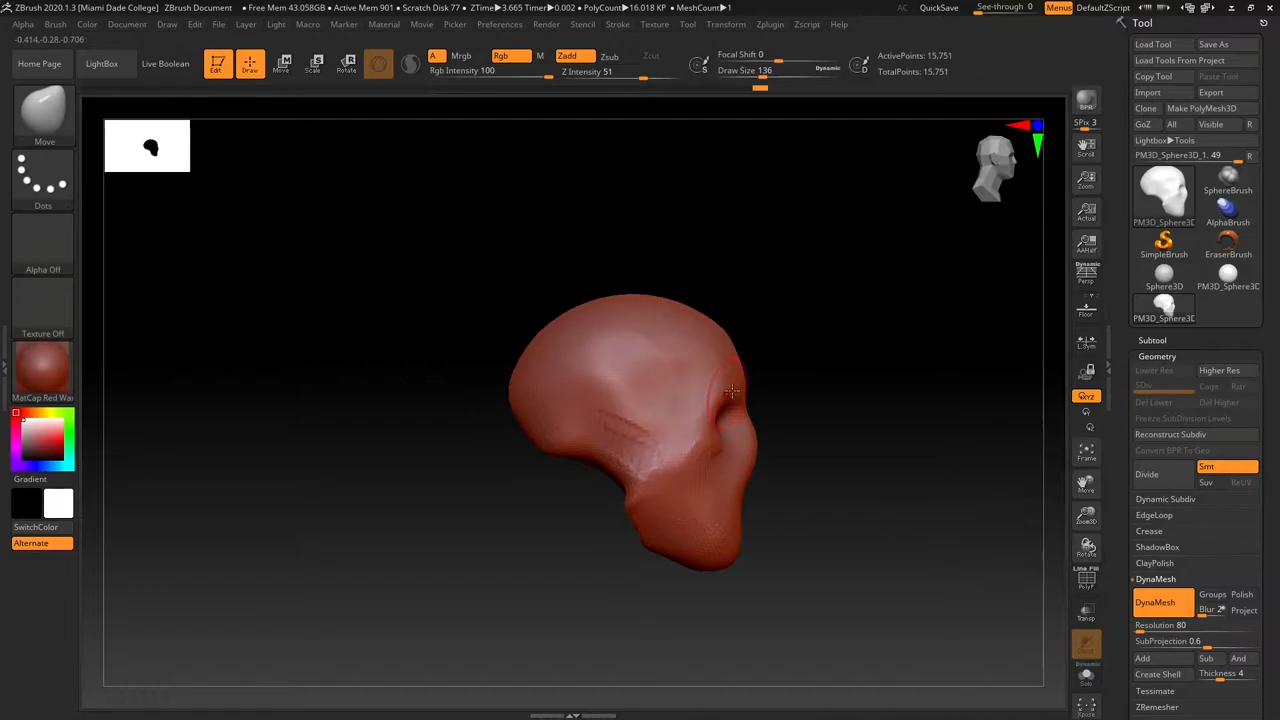 ZBrush 2020.1.3 (Miami Dade College)
• Free Mem 43.058GB • Active Mem 901 • Scratch Disk 77 • ZTime▶3.665 Timer▶0.002 • PolyCount▶16.018 KP • MeshCount▶1
AC QuickSave See-through 0 Menus DefaultZScript
Alpha Brush Color Document Draw Edit File Layer Light Macro Marker Material Movie Picker Preferences Render Stencil Stroke Texture Tool Transform Zplugin Zscript Help
-0.414,-0.28,-0.706:
Home Page
LightBox
Live Boolean
Edit
Draw
Move
Scale
Rotate
A Mrgb Rgb M Zadd Zsub Zcut
Rgb Intensity 100
Z Intensity 51
S
Focal Shift 0
Draw Size 136
Dynamic
D
ActivePoints: 15,751
TotalPoints: 15,751
Move
Dots
Alpha Off
Texture Off
MatCap Red Wa
Gradient
SwitchColor
Alternate
BPR
SPix 3
Scroll
Zoom
Actual
AAHalf
Dynamic
Persp
Floor
L.Sym
XYZ
Frame
Move
Zoom3D
Rotate
Line Fill
PolyF
Transp
Dynamic
Solo
Xpose
Tool
Load Tool Save As
Load Tools From Project
Copy Tool Paste Tool
Import Export
Clone Make PolyMesh3D
GoZ All Visible R
Lightbox▶Tools
PM3D_Sphere3D_1. 49 R
SphereBrush
PM3D_Sphere3D AlphaBrush
SimpleBrush EraserBrush
Sphere3D PM3D_Sphere3D
PM3D_Sphere3D
Subtool
Geometry
Lower Res Higher Res
SDiv Cage Rstr
Del Lower Del Higher
Freeze SubDivision Levels
Reconstruct Subdiv
Convert BPR To Geo
Divide
Smt
Suv ReUV
Dynamic Subdiv
EdgeLoop
Crease
ShadowBox
ClayPolish
DynaMesh
DynaMesh
Groups Polish
Blur 2 Project
Resolution 80
SubProjection 0.6
Add Sub And
Create Shell Thickness 4
Tessimate
ZRemesher